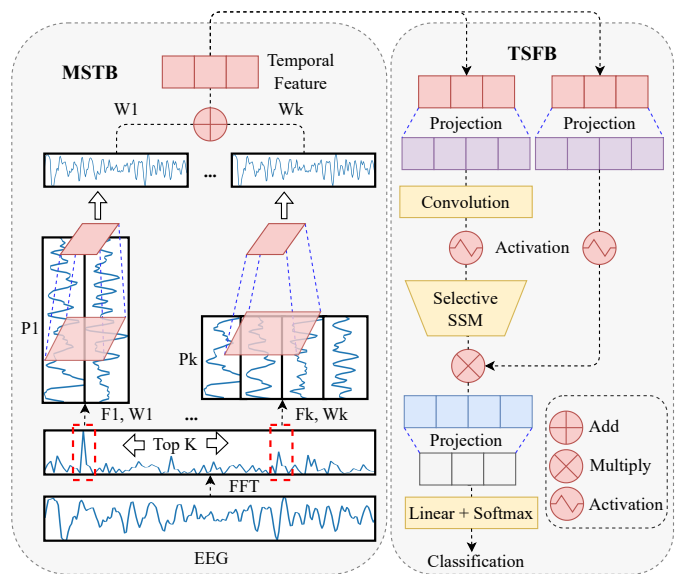 MSTB
Temporal
Feature
W1
Wk
...
P1
Pk
F1, W1
...
Fk, Wk
Top K
FFT
EEG
TSFB
Projection
Projection
Convolution
Activation
Selective
SSM
Projection
Linear + Softmax
Classification
Add
Multiply
Activation